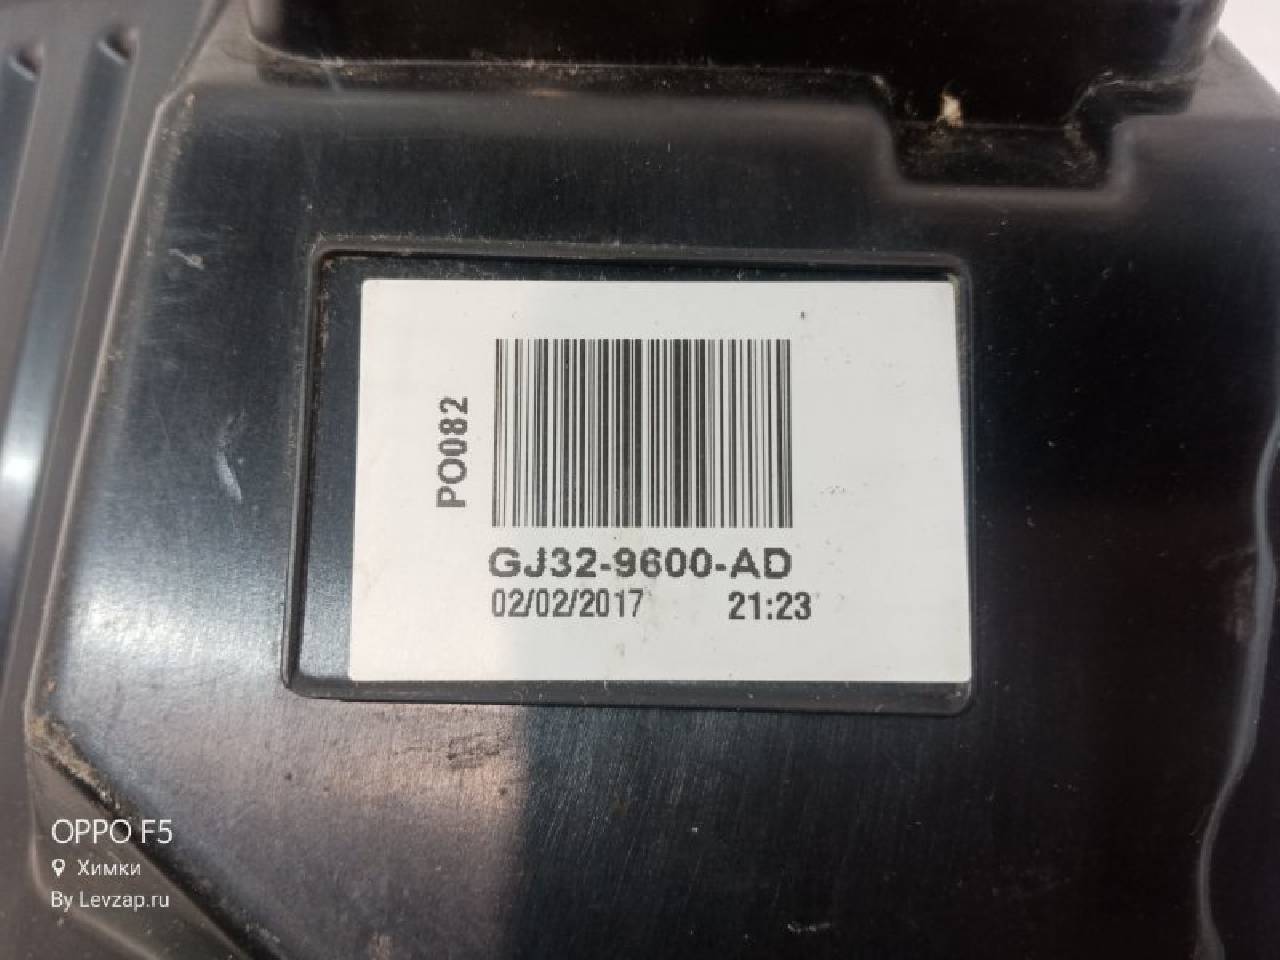 PO082
GJ32-9600-AD
02/02/2017 21:23
OPPO F5
Химки
By Levzap.ru